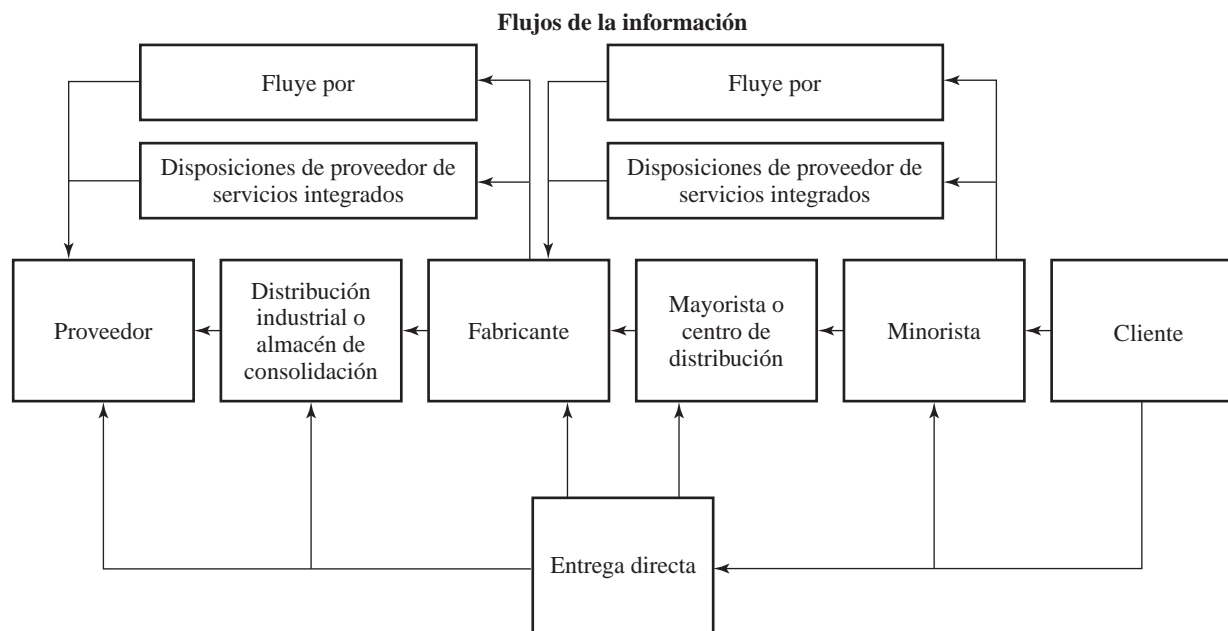 Flujos de la información
Fluye por
Fluye por
Disposiciones de proveedor de
servicios integrados
Disposiciones de proveedor de
servicios integrados
Proveedor
Distribución
industrial o
almacén de
consolidación
Fabricante
Mayorista o
centro de
distribución
Minorista
Cliente
Entrega directa